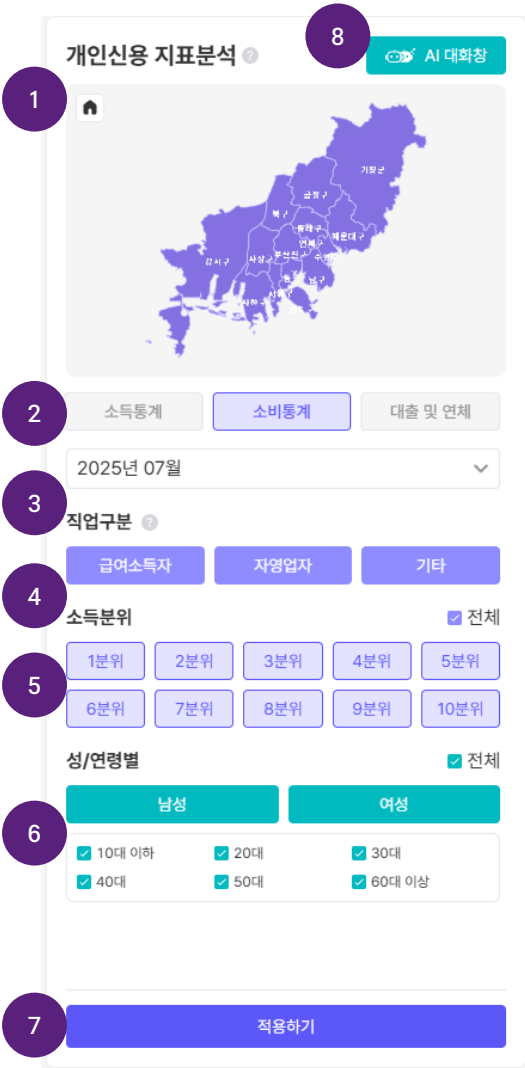 8
개인신용 지표분석 ?
AI 대화창
1
기장군
금정구
북구
동래구
해운대구
연제구
강서구
사상구
부산진구
남구
사하구
2
소득통계 소비통계 대출 및 연체
2025년 07월
3
직업구분 ?
급여소득자 자영업자 기타
4
소득분위 전체
1분위 2분위 3분위 4분위 5분위
5
6분위 7분위 8분위 9분위 10분위
성/연령별 전체
남성 여성
6
10대 이하 20대 30대
40대 50대 60대 이상
7
적용하기